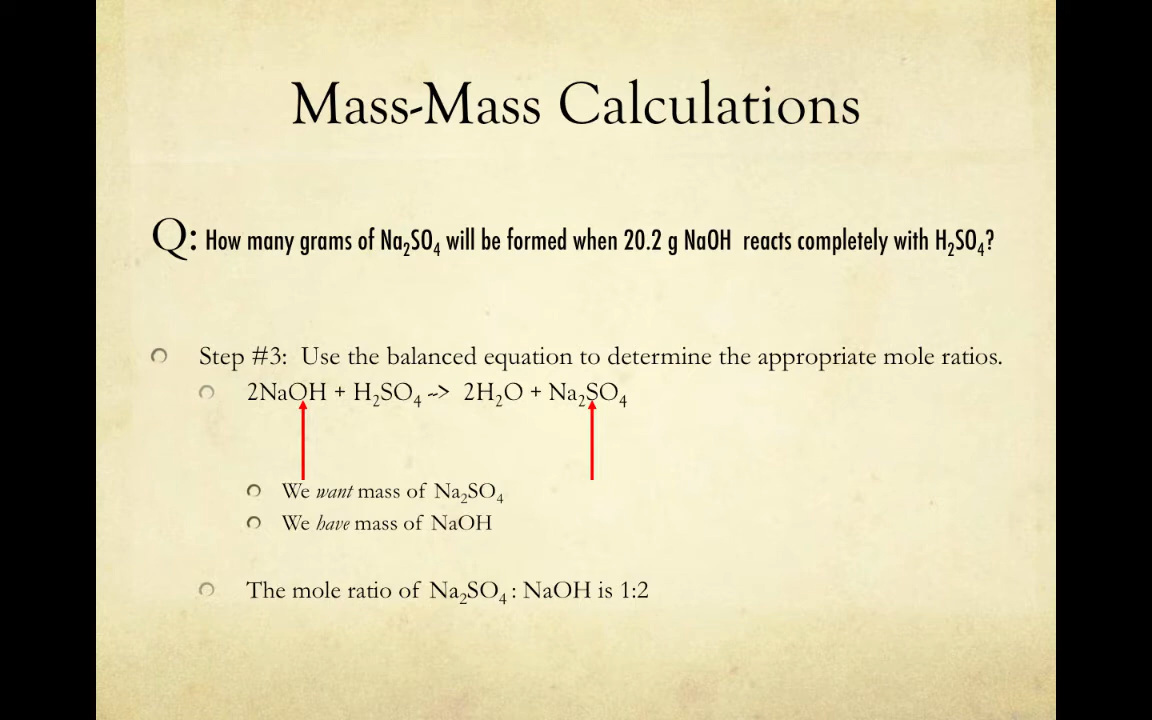 Mass-Mass Calculations
Q: How many grams of Na₂SO₄ will be formed when 20.2 g NaOH reacts completely with H₂SO₄?
Step #3: Use the balanced equation to determine the appropriate mole ratios.
2NaOH + H₂SO₄ --> 2H₂O + Na₂SO₄
We want mass of Na₂SO₄
We have mass of NaOH
The mole ratio of Na₂SO₄ : NaOH is 1:2